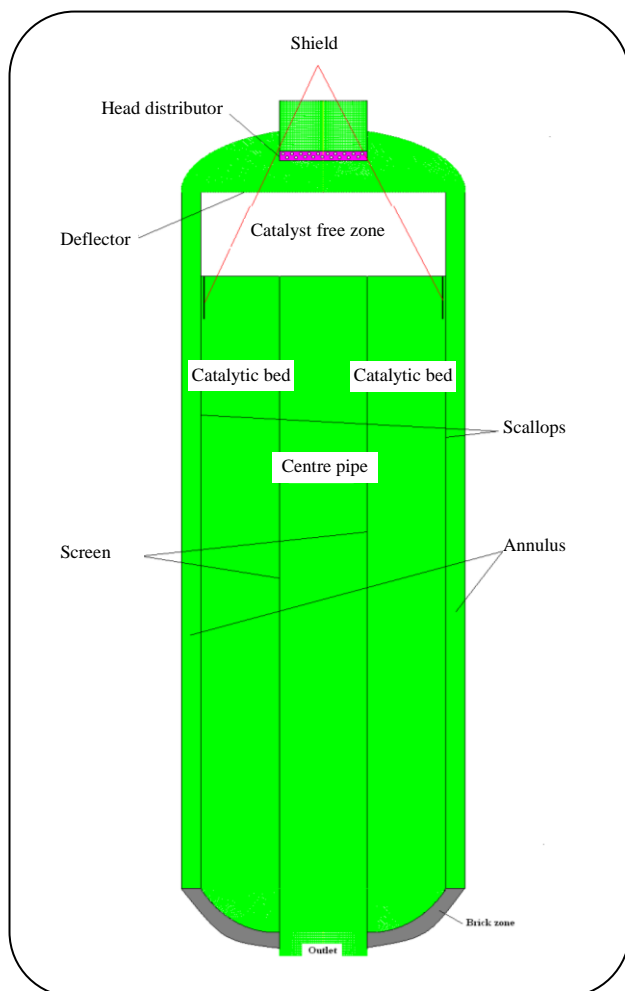 Shield
Head distributor
Deflector
Catalyst free zone
Catalytic bed
Catalytic bed
Scallops
Centre pipe
Screen
Annulus
Brick zone
Outlet